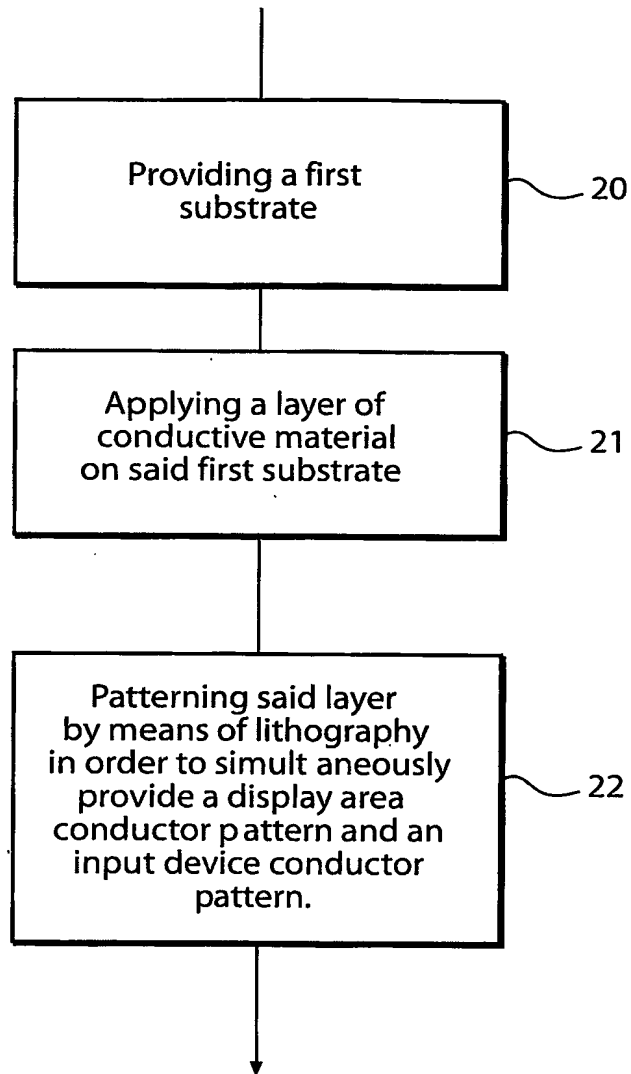 Providing a first
substrate
20
Applying a layer of
conductive material
on said first substrate
21
Patterning said layer
by means of lithography
in order to simult aneously
provide a display area
conductor pattern and an
input device conductor
pattern.
22